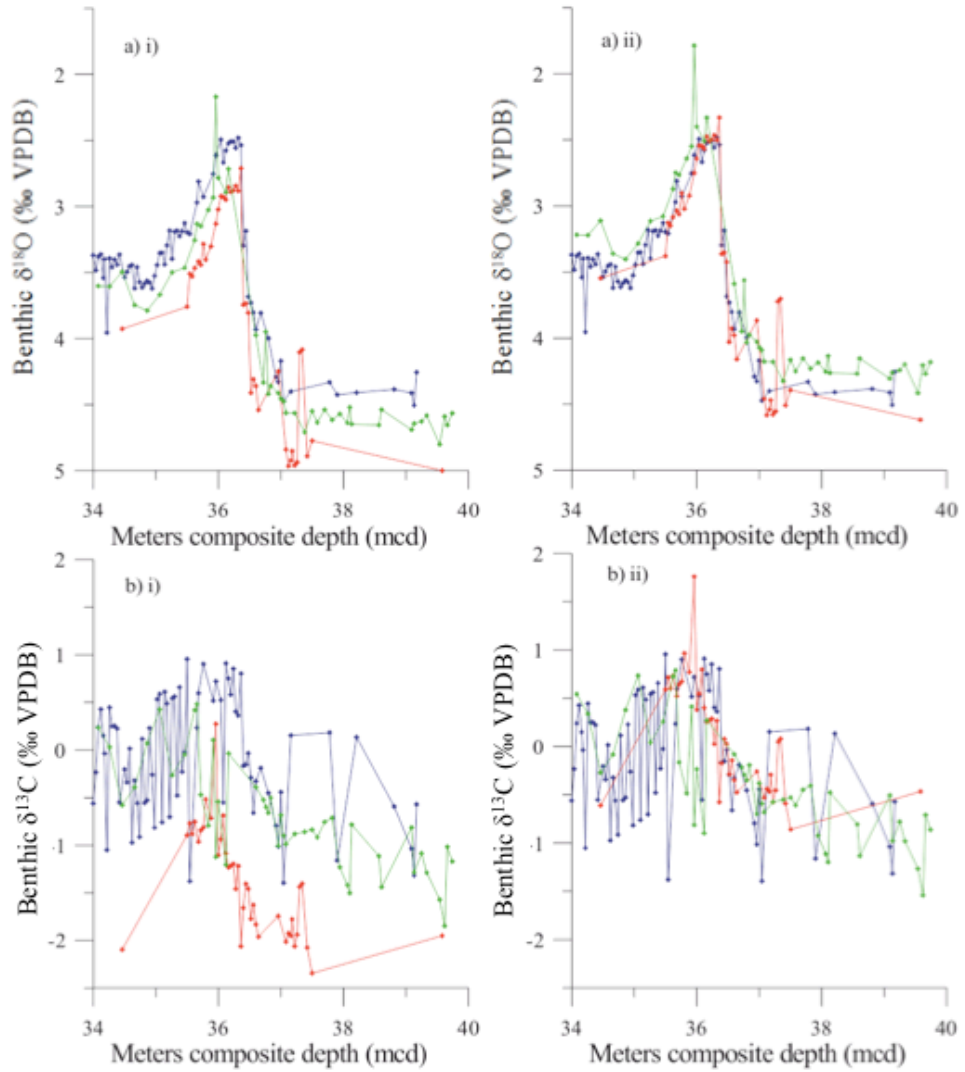 a) i)
2
3
4
5
Benthic δ¹⁸O (‰ VPDB)
34 36 38 40
Meters composite depth (mcd)
a) ii)
2
3
4
5
Benthic δ¹⁸O (‰ VPDB)
34 36 38 40
Meters composite depth (mcd)
b) i)
2
1
0
-1
-2
Benthic δ¹³C (‰ VPDB)
34 36 38 40
Meters composite depth (mcd)
b) ii)
2
1
0
-1
-2
Benthic δ¹³C (‰ VPDB)
34 36 38 40
Meters composite depth (mcd)